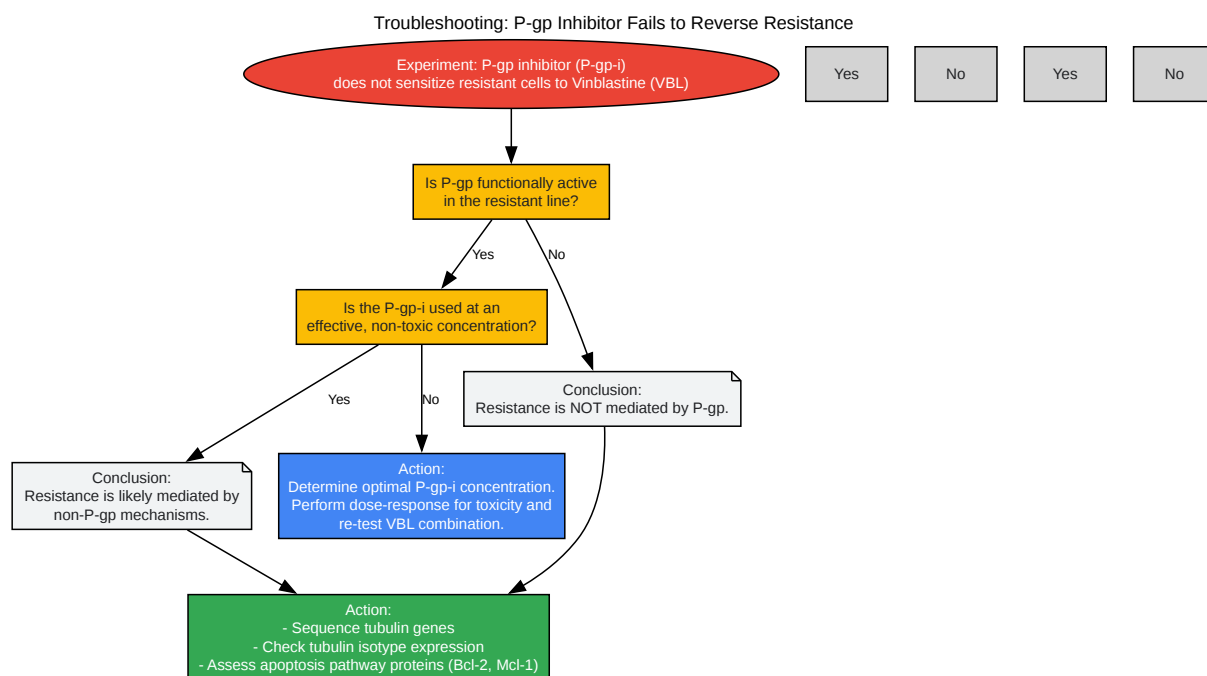 Troubleshooting: P-gp Inhibitor Fails to Reverse Resistance
Experiment: P-gp inhibitor (P-gp-i)
does not sensitize resistant cells to Vinblastine (VBL)
Yes
No
Yes
No
Is P-gp functionally active
in the resistant line?
Yes
No
Is the P-gp-i used at an
effective, non-toxic concentration?
Yes
No
Conclusion:
Resistance is NOT mediated by P-gp.
Conclusion:
Resistance is likely mediated by
non-P-gp mechanisms.
Action:
Determine optimal P-gp-i concentration.
Perform dose-response for toxicity and
re-test VBL combination.
Action:
- Sequence tubulin genes
- Check tubulin isotype expression
- Assess apoptosis pathway proteins (Bcl-2, Mcl-1)